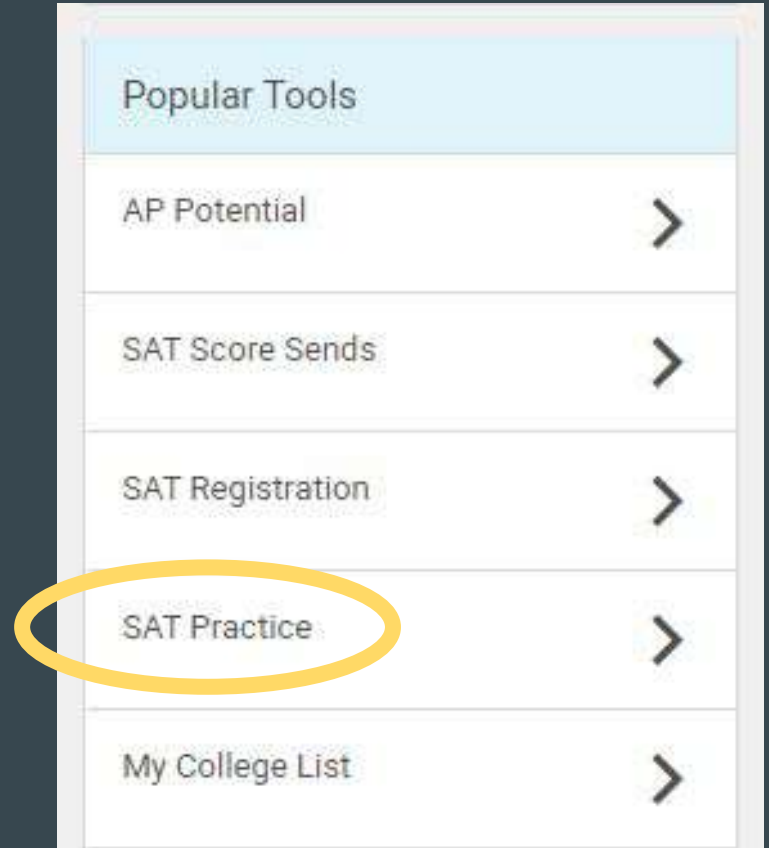 Popular Tools
AP Potential
SAT Score Sends
SAT Registration
SAT Practice
My College List